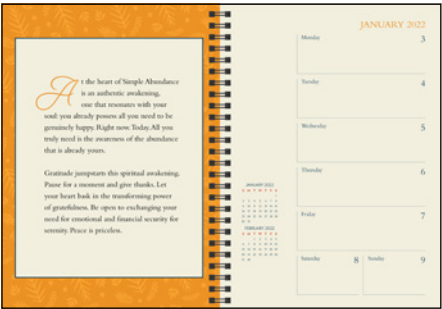 At the heart of Simple Abundance
is an authentic awakening,
one that resonates with your
soul: you already possess all you need to be
genuinely happy. Right now. Today. All you
truly need is the awareness of the abundance
that is already yours.
Gratitude jumpstarts this spiritual awakening.
Pause for a moment and give thanks. Let
your heart bask in the transforming power
of gratefulness. Be open to exchanging your
need for emotional and financial security for
serenity. Peace is priceless.
JANUARY 2022
Monday 3
Tuesday 4
Wednesday 5
Thursday 6
Friday 7
Saturday 8 Sunday 9
JANUARY 2022
S M T W T F S
FEBRUARY 2022
S M T W T F S